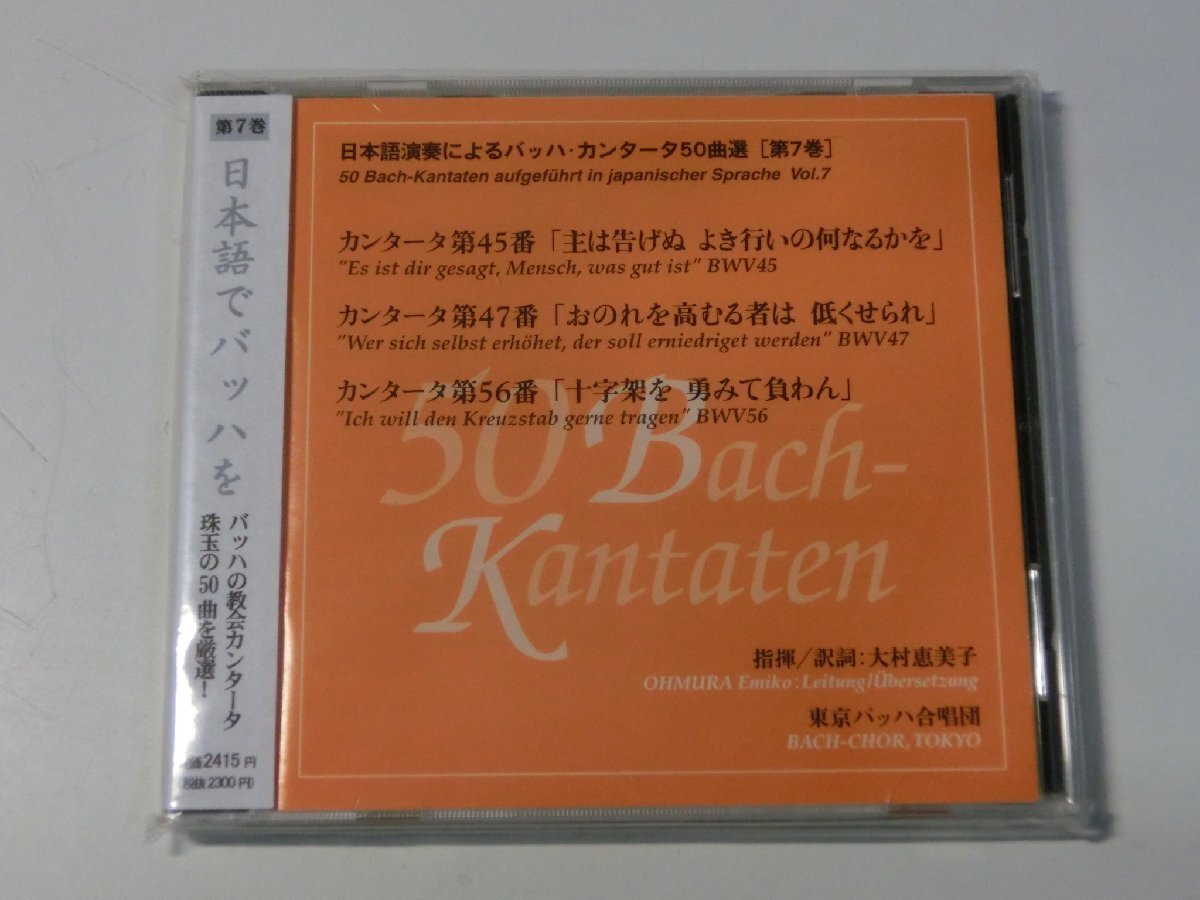 第7巻
日本語でバッハを
バッハの教会カンタータ
珠玉の50曲を厳選！
2415円
2300円)
日本語演奏によるバッハ・カンタータ50曲選［第7巻］
50 Bach-Kantaten aufgeführt in japanischer Sprache Vol.7
カンタータ第45番「主は告げぬ よき行いの何なるかを」
"Es ist dir gesagt, Mensch, was gut ist" BWV45
カンタータ第47番「おのれを高むる者は 低くせられ」
"Wer sich selbst erhöhet, der soll erniedriget werden" BWV47
カンタータ第56番「十字架を 勇みて負わん」
"Ich will den Kreuzstab gerne tragen" BWV56
50 Bach-
Kantaten
指揮／訳詞：大村恵美子
OHMURA Emiko : Leitung/Übersetzung
東京バッハ合唱団
BACH-CHOR, TOKYO